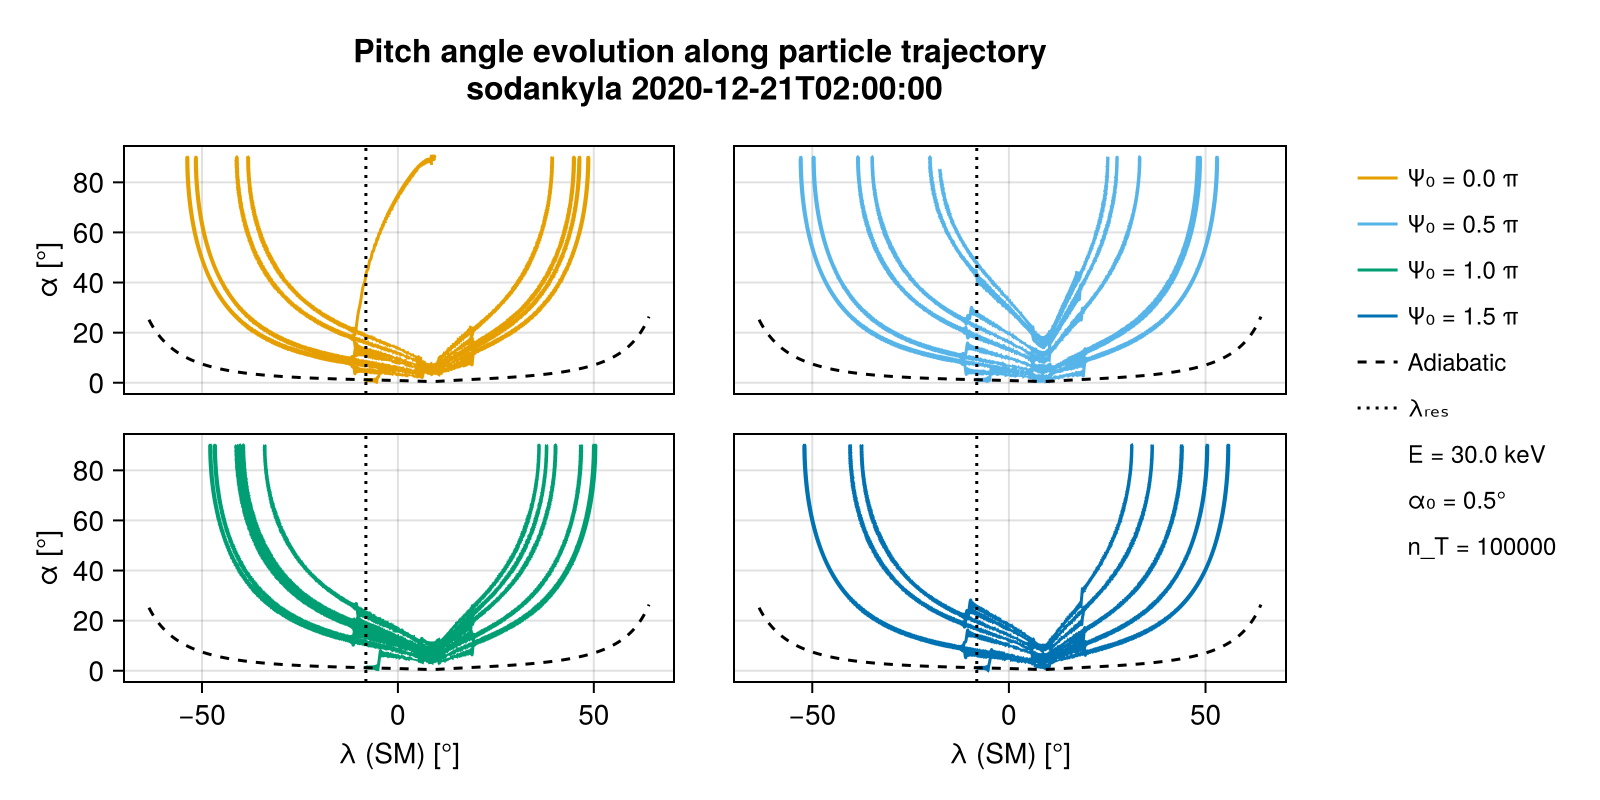 Pitch angle evolution along particle trajectory
sodankyla 2020-12-21T02:00:00
α [°]
80
60
40
20
0
α [°]
80
60
40
20
0
−50
0
50
−50
0
50
λ (SM) [°]
λ (SM) [°]
Ψ₀ = 0.0 π
Ψ₀ = 0.5 π
Ψ₀ = 1.0 π
Ψ₀ = 1.5 π
Adiabatic
λᵣₑₛ
E = 30.0 keV
α₀ = 0.5°
n_T = 100000